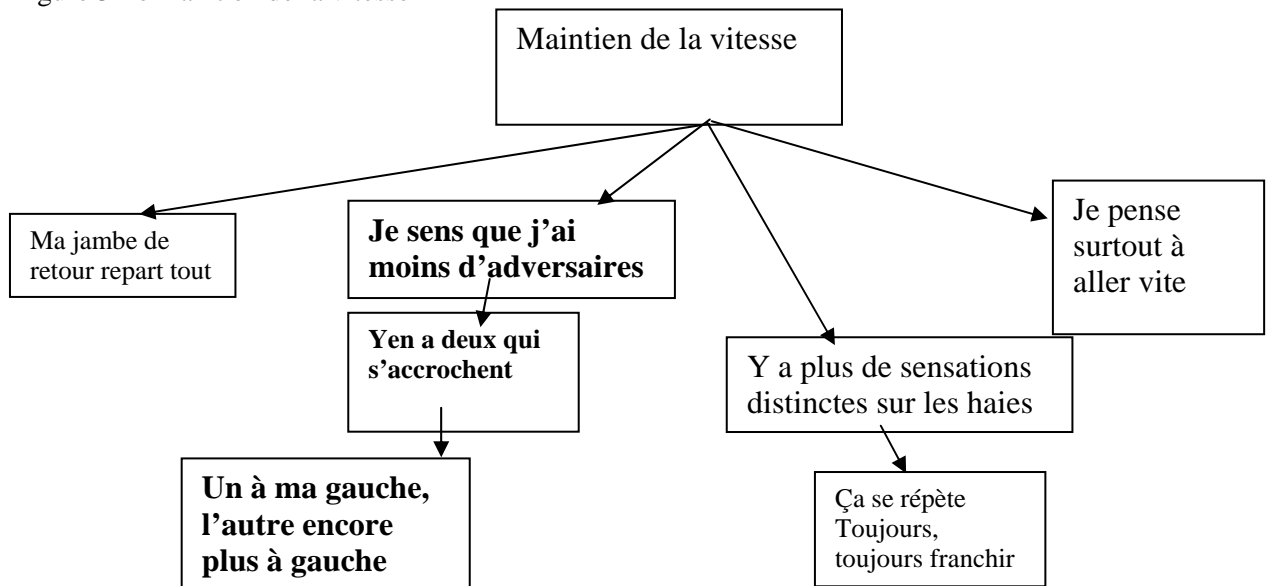 Maintien de la vitesse
Ma jambe de
retour repart tout
Je sens que j’ai
moins d’adversaires
Je pense
surtout à
aller vite
Yen a deux qui
s’accrochent
Y a plus de sensations
distinctes sur les haies
Un à ma gauche,
l’autre encore
plus à gauche
Ça se répète
Toujours,
toujours franchir